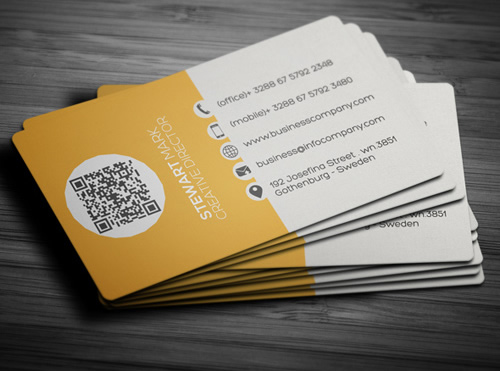 STEWART MARK
CREATIVE DIRECTOR
(office)+ 3288 67 5792 2348
(mobile)+ 3288 67 5792 3480
www.businesscompany.com
business@infocompany.com
192 Josefina Street , wn.3851
Gothenburg - Sweden
wn.3851
- Sweden